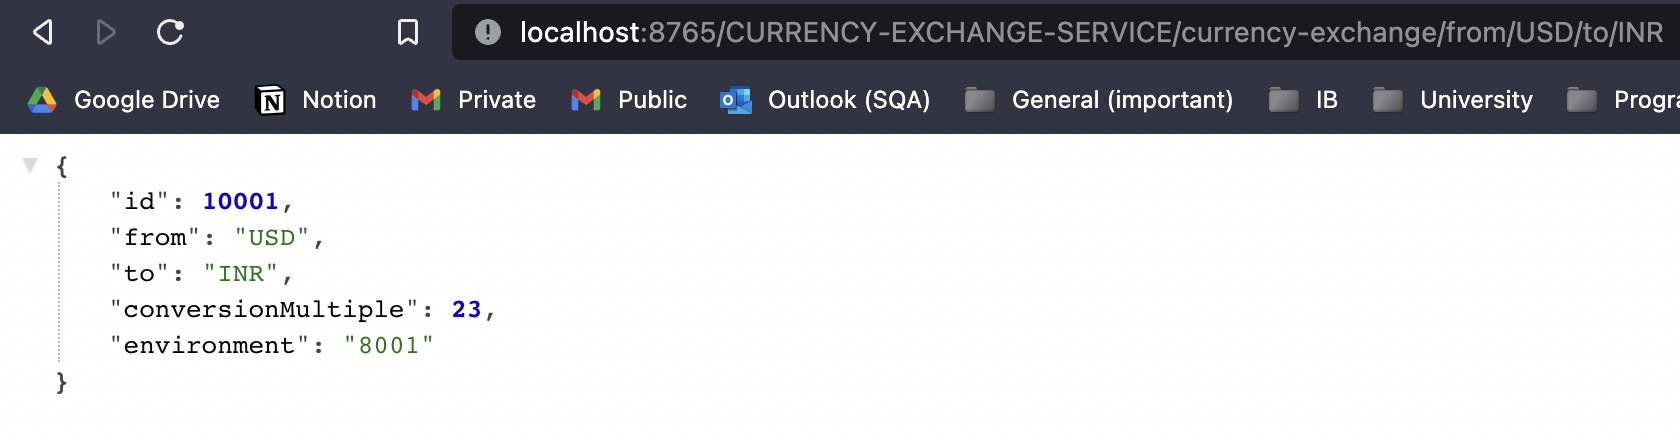 localhost:8765/CURRENCY-EXCHANGE-SERVICE/currency-exchange/from/USD/to/INR
Google Drive Notion Private Public Outlook (SQA) General (important) IB University Progra
{
"id": 10001,
"from": "USD",
"to": "INR",
"conversionMultiple": 23,
"environment": "8001"
}